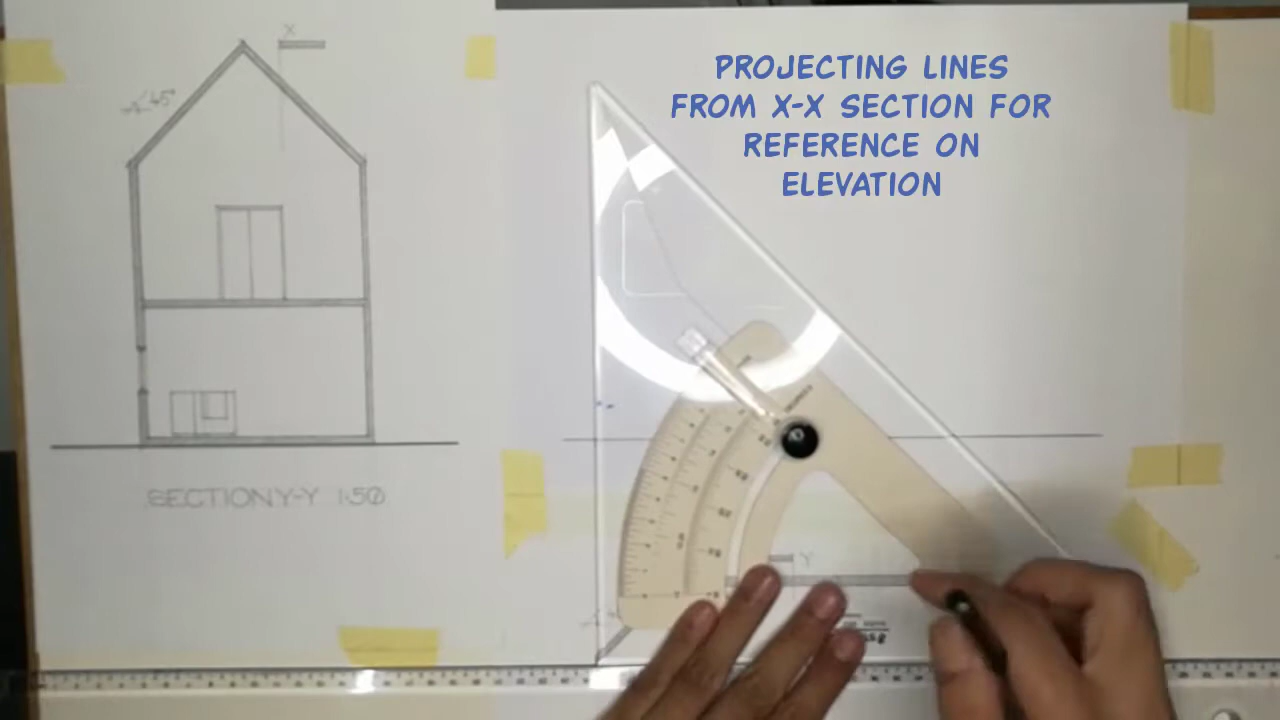 X
PROJECTING LINES
FROM X-X SECTION FOR
REFERENCE ON
ELEVATION
45°
SECTION Y-Y 1:50
Y